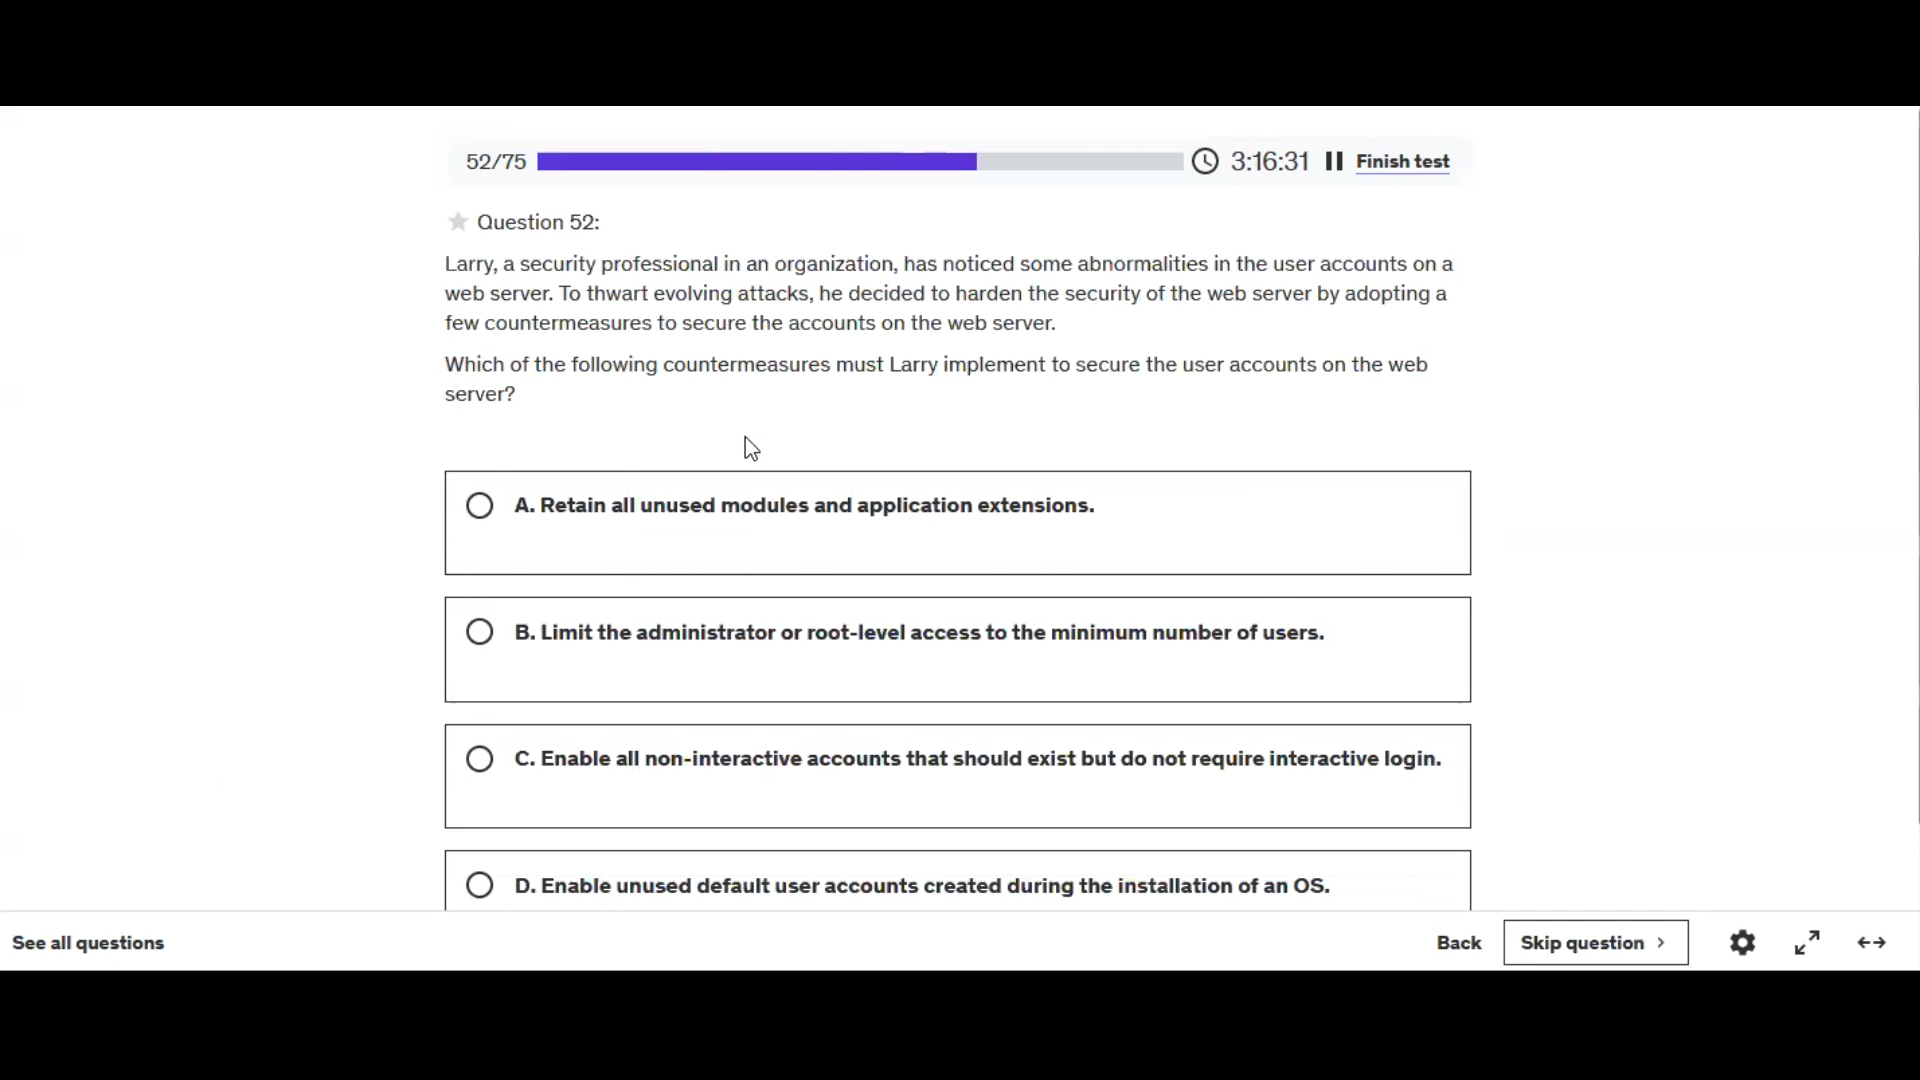 52/75
3:16:31
Finish test
Question 52:
Larry, a security professional in an organization, has noticed some abnormalities in the user accounts on a
web server. To thwart evolving attacks, he decided to harden the security of the web server by adopting a
few countermeasures to secure the accounts on the web server.
Which of the following countermeasures must Larry implement to secure the user accounts on the web
server?
A. Retain all unused modules and application extensions.
B. Limit the administrator or root-level access to the minimum number of users.
C. Enable all non-interactive accounts that should exist but do not require interactive login.
D. Enable unused default user accounts created during the installation of an OS.
See all questions
Back
Skip question